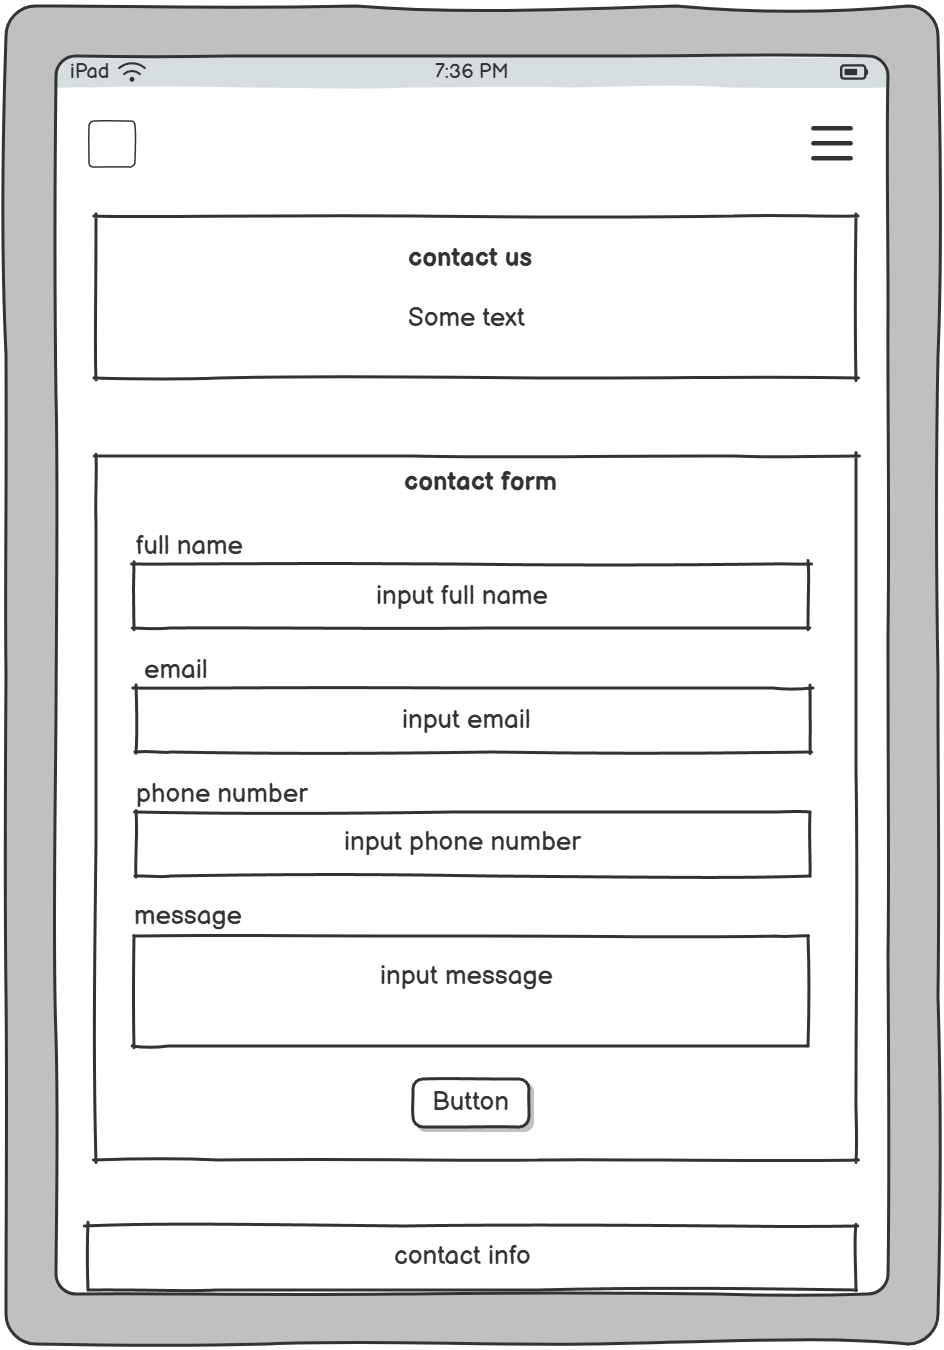 iPad 7:36 PM
contact us
Some text
contact form
full name
input full name
email
input email
phone number
input phone number
message
input message
Button
contact info